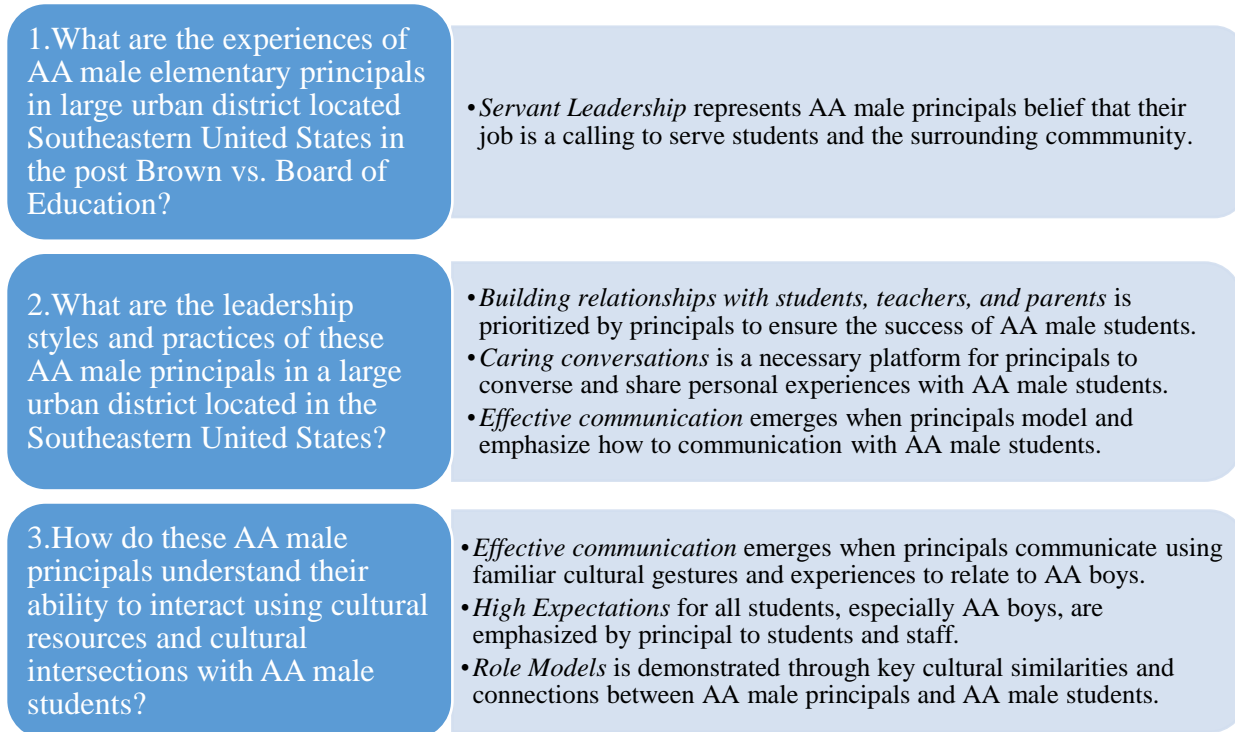 1.What are the experiences of
AA male elementary principals
in large urban district located
Southeastern United States in
the post Brown vs. Board of
Education?
•Servant Leadership represents AA male principals belief that their
job is a calling to serve students and the surrounding commmunity.
2.What are the leadership
styles and practices of these
AA male principals in a large
urban district located in the
Southeastern United States?
•Building relationships with students, teachers, and parents is
prioritized by principals to ensure the success of AA male students.
•Caring conversations is a necessary platform for principals to
converse and share personal experiences with AA male students.
•Effective communication emerges when principals model and
emphasize how to communication with AA male students.
3.How do these AA male
principals understand their
ability to interact using cultural
resources and cultural
intersections with AA male
students?
•Effective communication emerges when principals communicate using
familiar cultural gestures and experiences to relate to AA boys.
•High Expectations for all students, especially AA boys, are
emphasized by principal to students and staff.
•Role Models is demonstrated through key cultural similarities and
connections between AA male principals and AA male students.